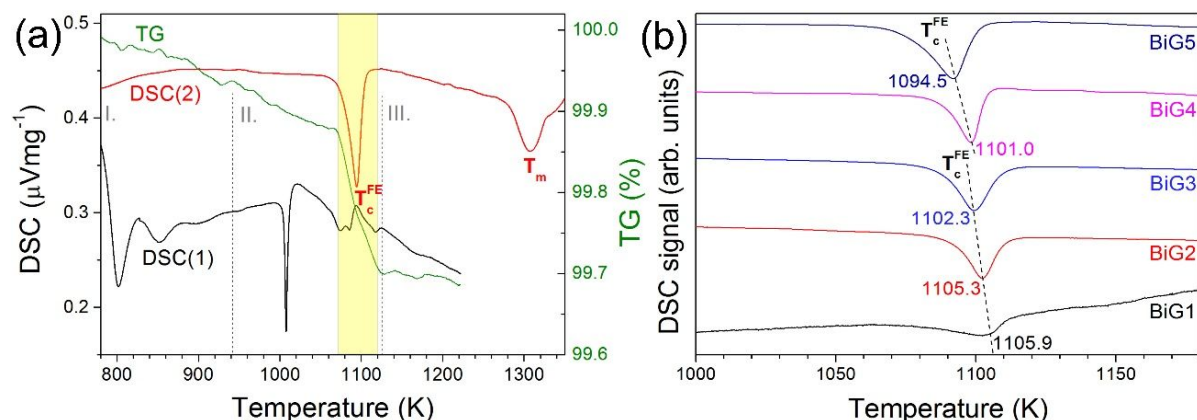 (a)
TG
DSC(2)
I.
II.
III.
T_c^FE
T_m
DSC(1)
0.5
0.4
0.3
0.2
DSC (μVmg⁻¹)
100.0
99.9
99.8
99.7
99.6
TG (%)
800 900 1000 1100 1200 1300
Temperature (K)
(b)
T_c^FE
BiG5
1094.5
BiG4
1101.0
T_c^FE
BiG3
1102.3
BiG2
1105.3
BiG1
1105.9
DSC signal (arb. units)
1000 1050 1100 1150
Temperature (K)